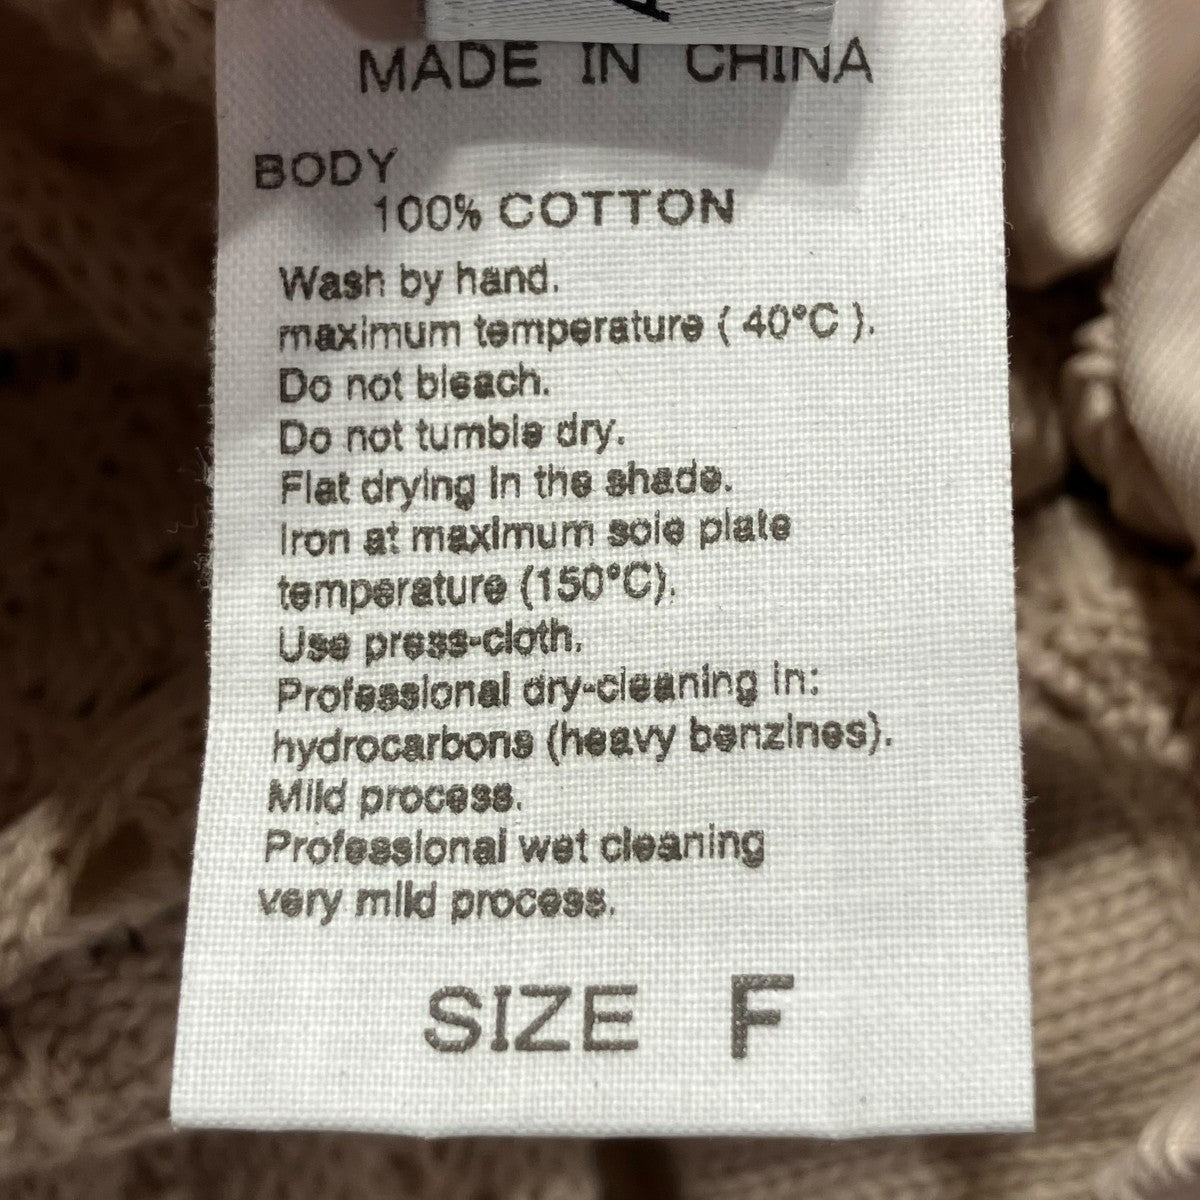 MADE IN CHINA
BODY
100% COTTON
Wash by hand.
maximum temperature ( 40°C ).
Do not bleach.
Do not tumble dry.
Flat drying in the shade.
Iron at maximum sole plate
temperature (150°C).
Use press-cloth.
Professional dry-cleaning in:
hydrocarbons (heavy benzines).
Mild process.
Professional wet cleaning
very mild process.
SIZE F